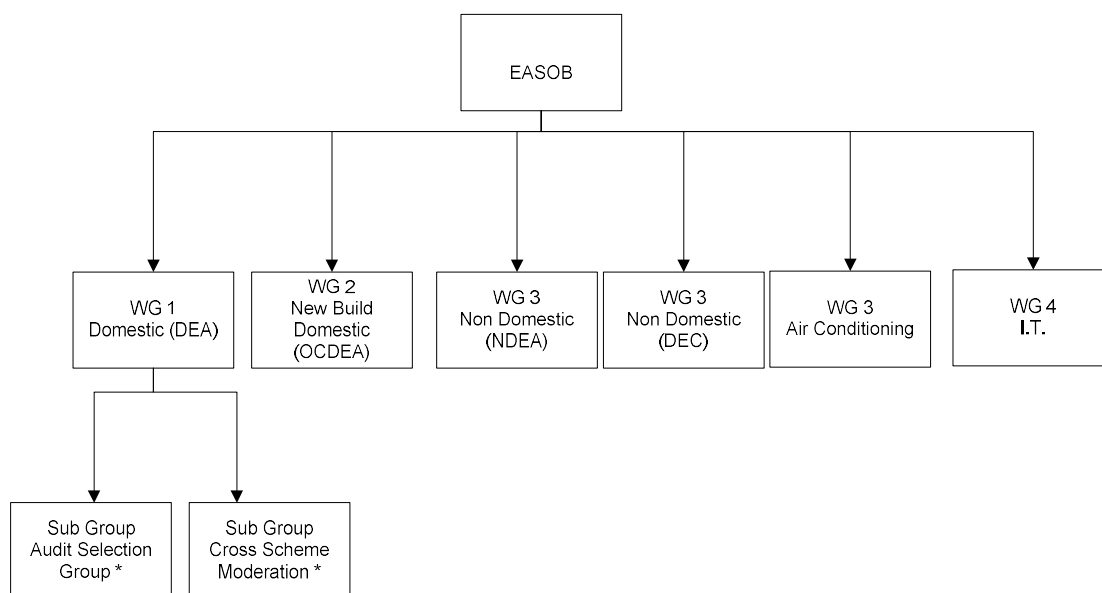 EASOB
WG 1
Domestic (DEA)
WG 2
New Build
Domestic
(OCDEA)
WG 3
Non Domestic
(NDEA)
WG 3
Non Domestic
(DEC)
WG 3
Air Conditioning
WG 4
I.T.
Sub Group
Audit Selection
Group *
Sub Group
Cross Scheme
Moderation *